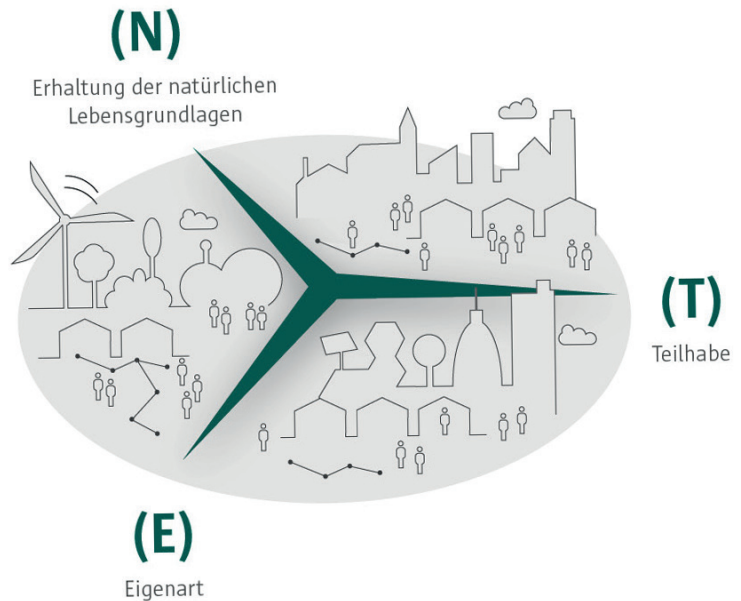 (N)
Erhaltung der natürlichen
Lebensgrundlagen
(T)
Teilhabe
(E)
Eigenart